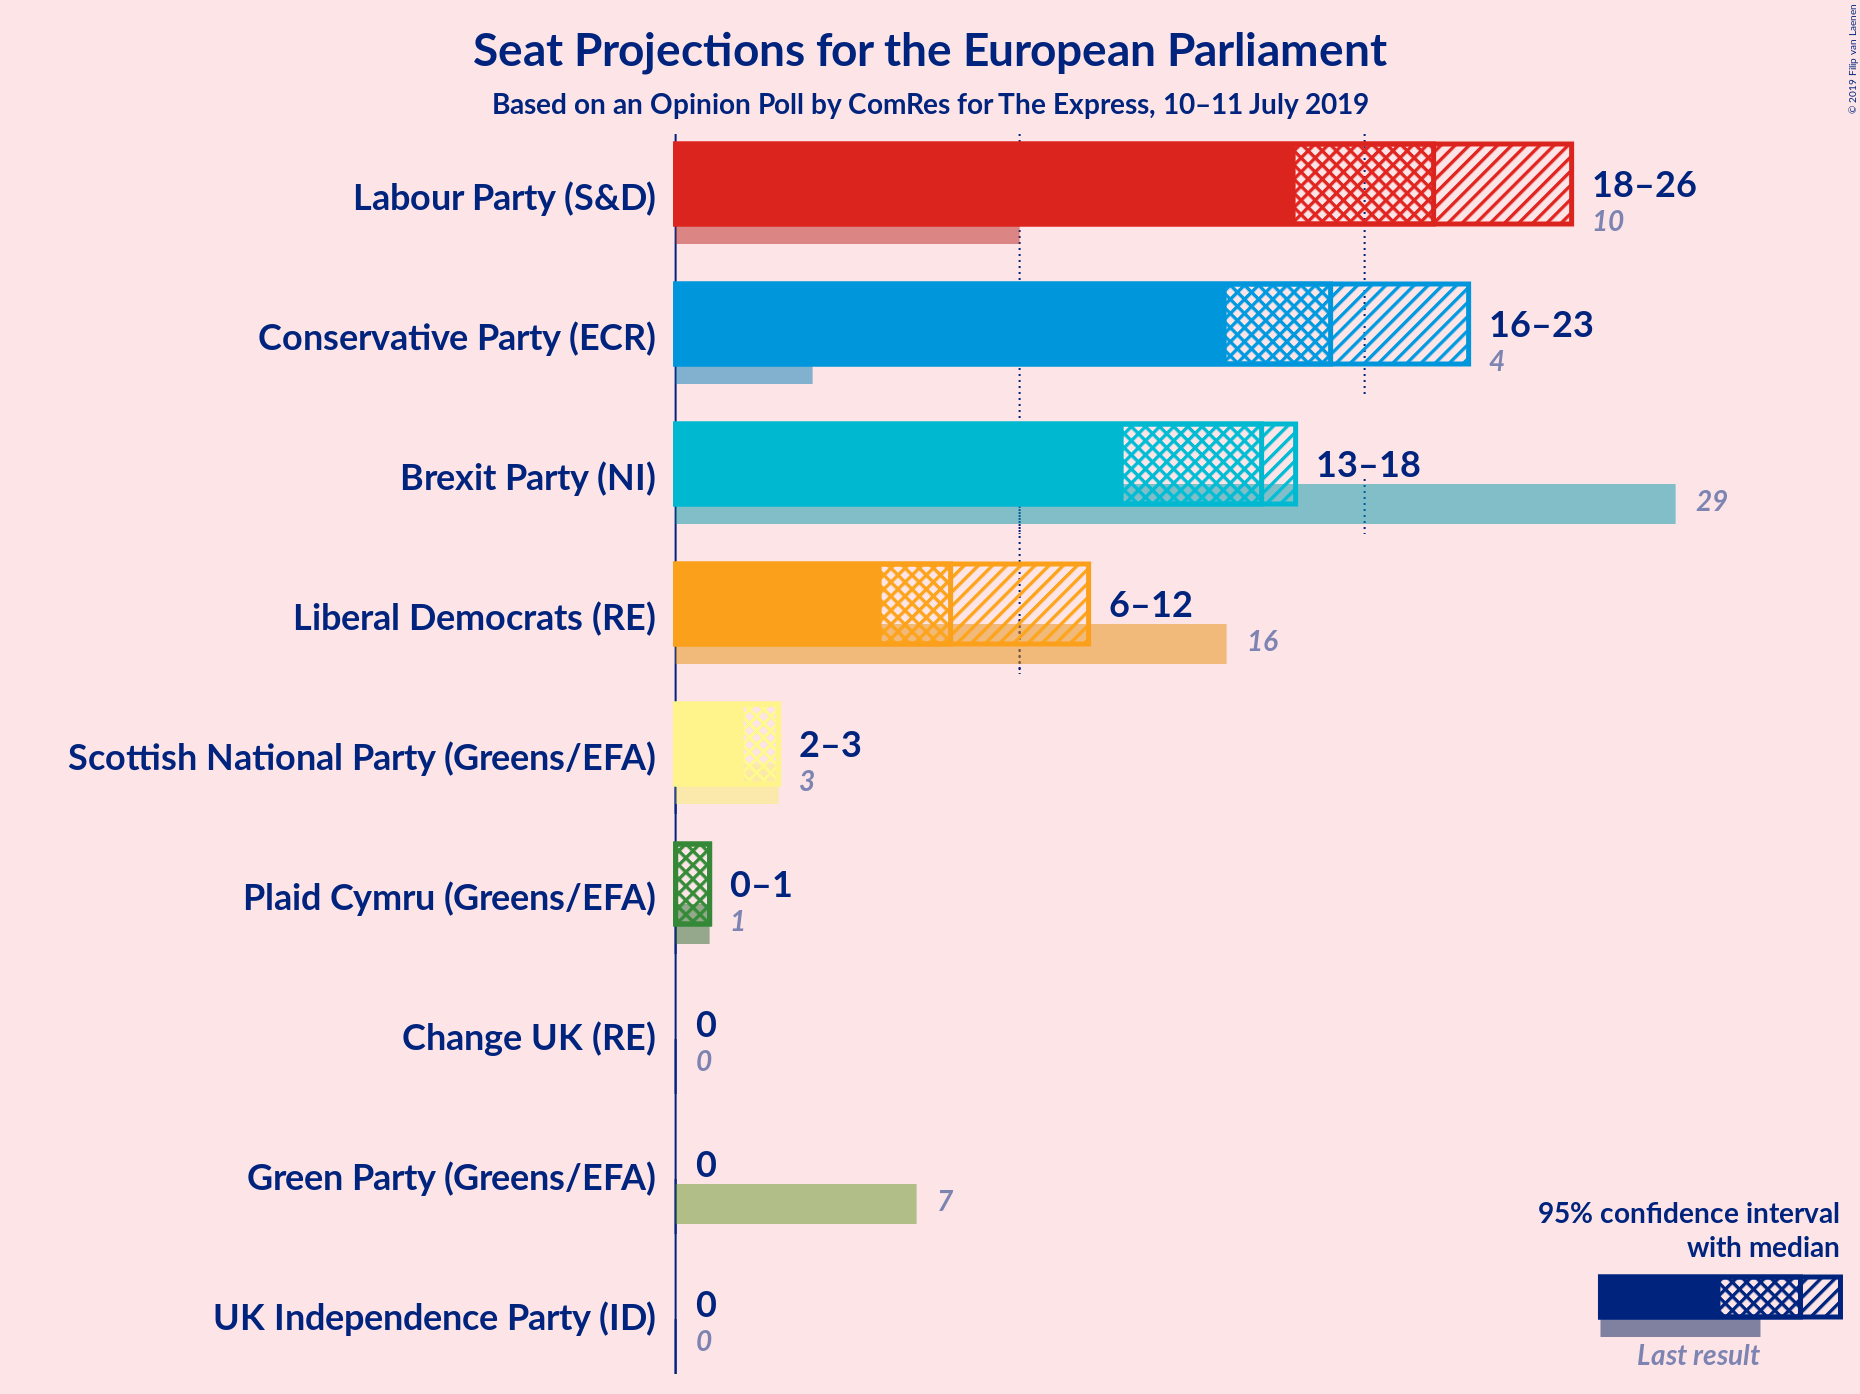 Seat Projections for the European Parliament
Based on an Opinion Poll by ComRes for The Express, 10–11 July 2019
© 2019 Filip van Laenen
Labour Party (S&D)
18–26
10
Conservative Party (ECR)
16–23
4
Brexit Party (NI)
13–18
29
Liberal Democrats (RE)
6–12
16
Scottish National Party (Greens/EFA)
2–3
3
Plaid Cymru (Greens/EFA)
0–1
1
Change UK (RE)
0
0
Green Party (Greens/EFA)
0
7
UK Independence Party (ID)
0
0
95% confidence interval
with median
Last result